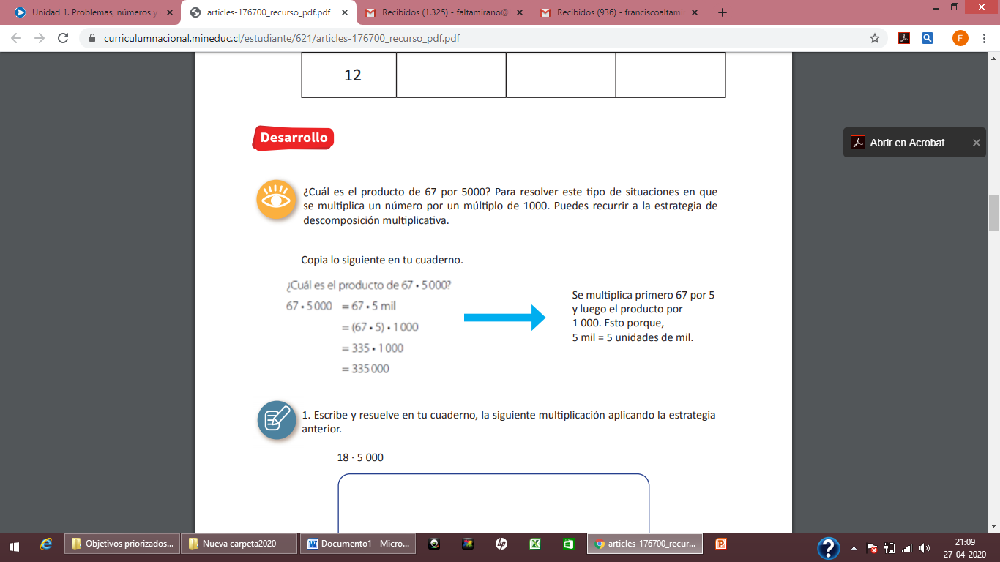 Unidad 1. Problemas, números y
articles-176700_recurso_pdf.pdf
Recibidos (1.325) - faltamirano@
Recibidos (936) - franciscoaltami
curriculumnacional.mineduc.cl/estudiante/621/articles-176700_recurso_pdf.pdf
F
12
Desarrollo
Abrir en Acrobat
¿Cuál es el producto de 67 por 5000? Para resolver este tipo de situaciones en que
se multiplica un número por un múltiplo de 1000. Puedes recurrir a la estrategia de
descomposición multiplicativa.
Copia lo siguiente en tu cuaderno.
¿Cuál es el producto de 67 • 5 000?
67 • 5 000 = 67 • 5 mil
= (67 • 5) • 1 000
= 335 • 1 000
= 335 000
Se multiplica primero 67 por 5
y luego el producto por
1 000. Esto porque,
5 mil = 5 unidades de mil.
1. Escribe y resuelve en tu cuaderno, la siguiente multiplicación aplicando la estrategia
anterior.
18 · 5 000
Objetivos priorizados...
Nueva carpeta2020
Documento1 - Micro...
articles-176700_recur...
21:09
27-04-2020